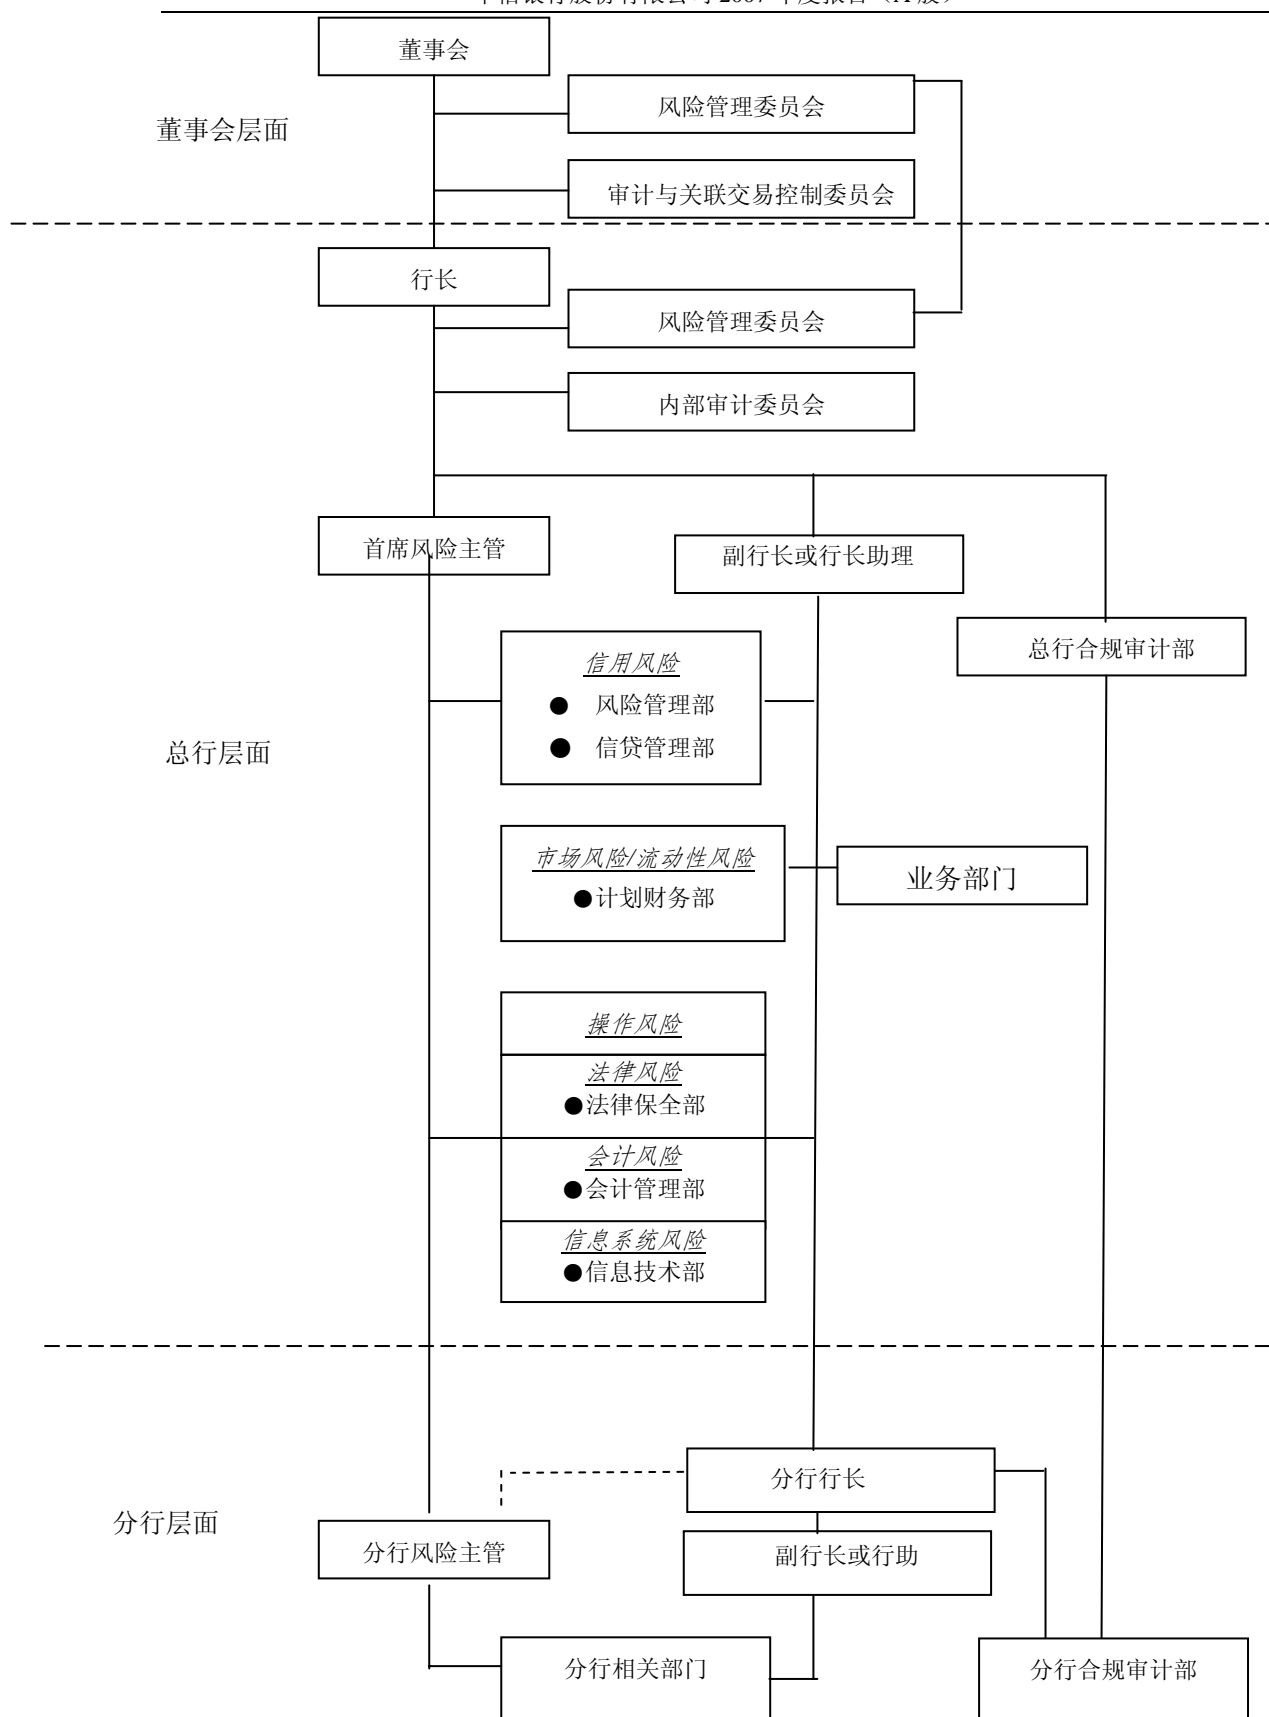 董事会
风险管理委员会
董事会层面
审计与关联交易控制委员会
行长
风险管理委员会
内部审计委员会
首席风险主管
副行长或行长助理
总行合规审计部
信用风险
● 风险管理部
● 信贷管理部
总行层面
市场风险/流动性风险
●计划财务部
业务部门
操作风险
法律风险
●法律保全部
会计风险
●会计管理部
信息系统风险
●信息技术部
分行行长
分行层面
分行风险主管
副行长或行助
分行相关部门
分行合规审计部